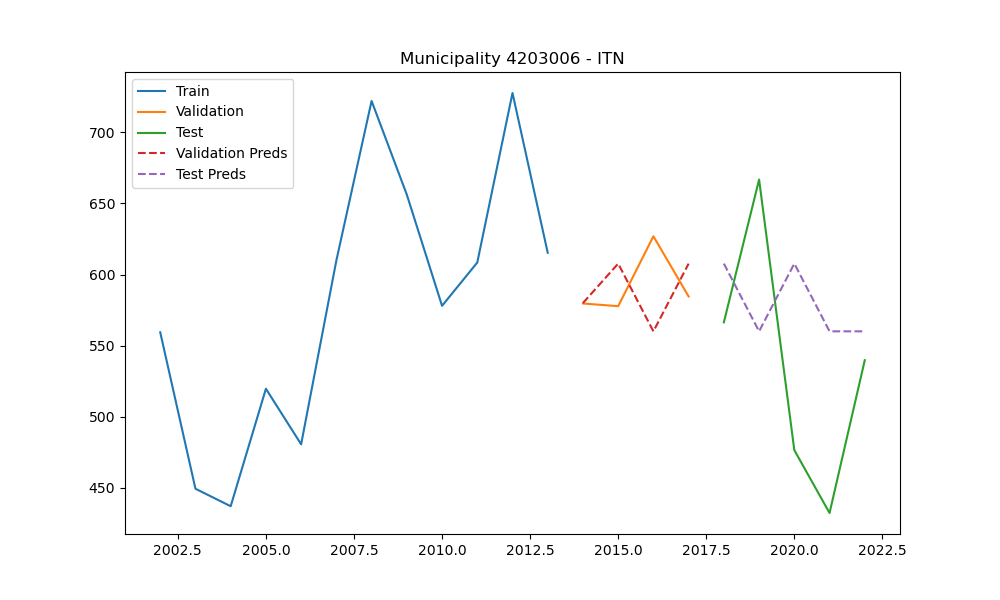 Municipality 4203006 - ITN
Train
Validation
Test
Validation Preds
Test Preds
700
650
600
550
500
450
2002.5 2005.0 2007.5 2010.0 2012.5 2015.0 2017.5 2020.0 2022.5